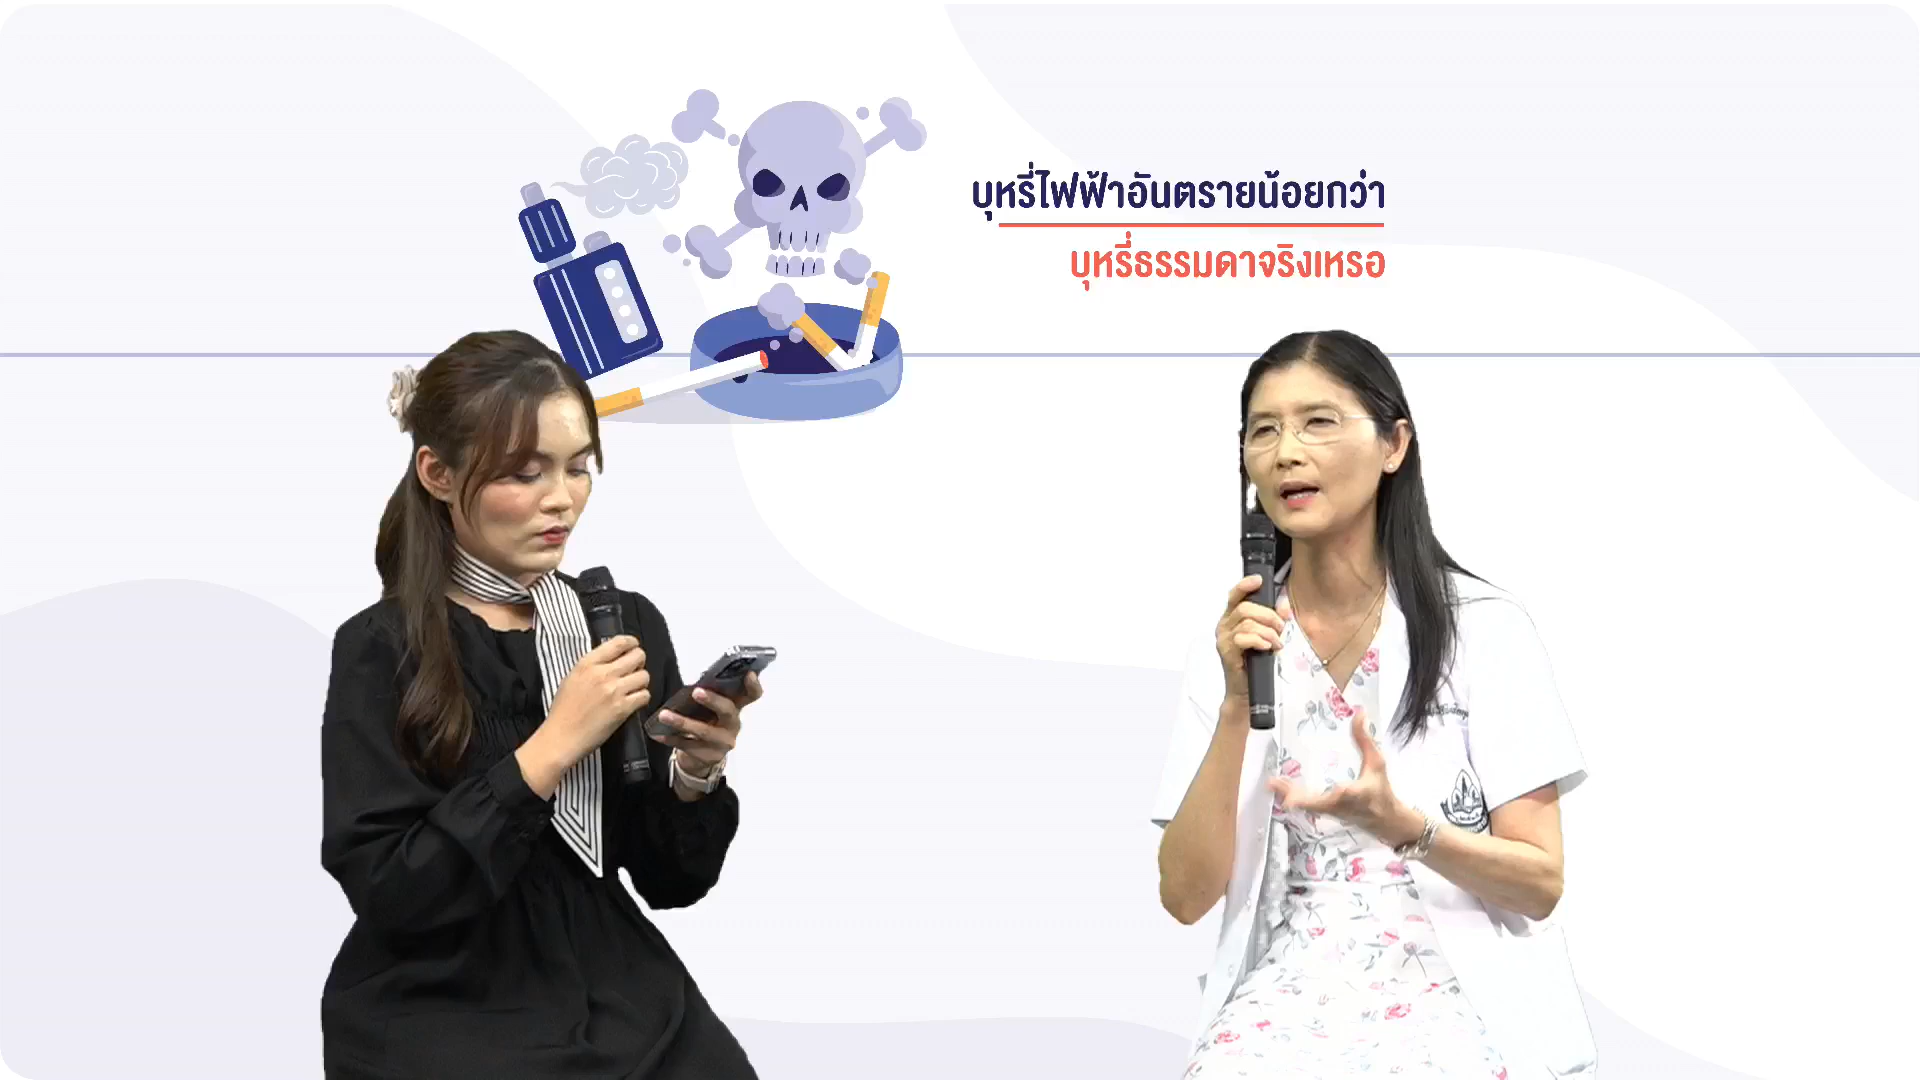 บุหรี่ไฟฟ้าอันตรายน้อยกว่า
บุหรี่ธรรมดาจริงเหรอ